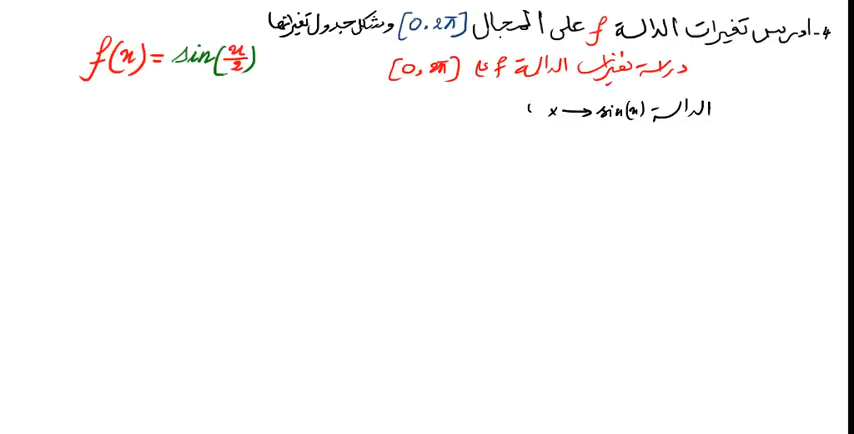 4- ادرس تغيرات الدالة f على المجال [0.2π] وشكل جدول تغيراتها
f(x) = sin(x/2)
دراسة تغيرات الدالة f على [0, 2π]
الدالة x → sin(x)